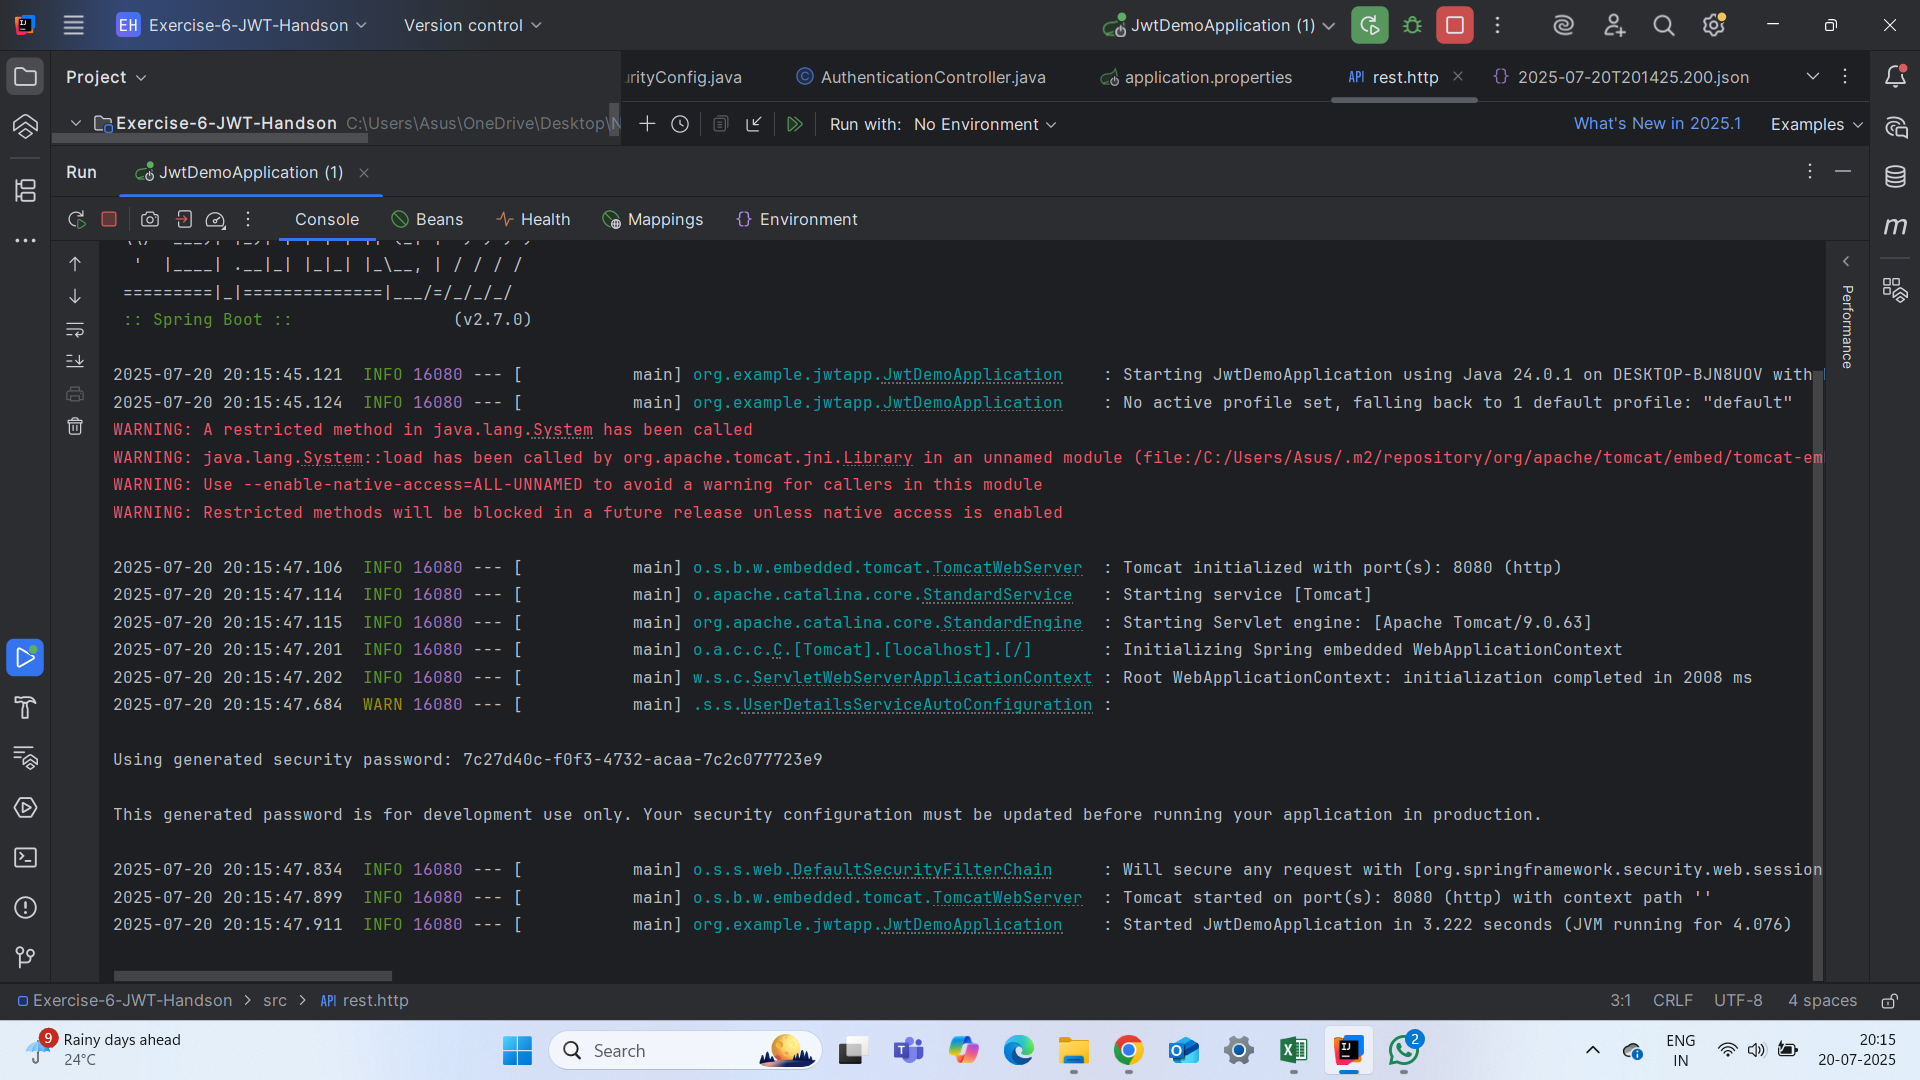 EH Exercise-6-JWT-Handson Version control JwtDemoApplication (1)
Project urityConfig.java AuthenticationController.java application.properties API rest.http 2025-07-20T201425.200.json
Exercise-6-JWT-Handson C:\Users\Asus\OneDrive\Desktop\N Run with: No Environment What's New in 2025.1 Examples
Run JwtDemoApplication (1)
Console Beans Health Mappings Environment
' |____| .__|_| |_|_| |_\__, | / / / /
=========|_|==============|___/=/_/_/_/
:: Spring Boot :: (v2.7.0)
Performance
2025-07-20 20:15:45.121 INFO 16080 --- [ main] org.example.jwtapp.JwtDemoApplication : Starting JwtDemoApplication using Java 24.0.1 on DESKTOP-BJN8UOV with
2025-07-20 20:15:45.124 INFO 16080 --- [ main] org.example.jwtapp.JwtDemoApplication : No active profile set, falling back to 1 default profile: "default"
WARNING: A restricted method in java.lang.System has been called
WARNING: java.lang.System::load has been called by org.apache.tomcat.jni.Library in an unnamed module (file:/C:/Users/Asus/.m2/repository/org/apache/tomcat/embed/tomcat-em
WARNING: Use --enable-native-access=ALL-UNNAMED to avoid a warning for callers in this module
WARNING: Restricted methods will be blocked in a future release unless native access is enabled
2025-07-20 20:15:47.106 INFO 16080 --- [ main] o.s.b.w.embedded.tomcat.TomcatWebServer : Tomcat initialized with port(s): 8080 (http)
2025-07-20 20:15:47.114 INFO 16080 --- [ main] o.apache.catalina.core.StandardService : Starting service [Tomcat]
2025-07-20 20:15:47.115 INFO 16080 --- [ main] org.apache.catalina.core.StandardEngine : Starting Servlet engine: [Apache Tomcat/9.0.63]
2025-07-20 20:15:47.201 INFO 16080 --- [ main] o.a.c.c.C.[Tomcat].[localhost].[/] : Initializing Spring embedded WebApplicationContext
2025-07-20 20:15:47.202 INFO 16080 --- [ main] w.s.c.ServletWebServerApplicationContext : Root WebApplicationContext: initialization completed in 2008 ms
2025-07-20 20:15:47.684 WARN 16080 --- [ main] .s.s.UserDetailsServiceAutoConfiguration :
Using generated security password: 7c27d40c-f0f3-4732-acaa-7c2c077723e9
This generated password is for development use only. Your security configuration must be updated before running your application in production.
2025-07-20 20:15:47.834 INFO 16080 --- [ main] o.s.s.web.DefaultSecurityFilterChain : Will secure any request with [org.springframework.security.web.session
2025-07-20 20:15:47.899 INFO 16080 --- [ main] o.s.b.w.embedded.tomcat.TomcatWebServer : Tomcat started on port(s): 8080 (http) with context path ''
2025-07-20 20:15:47.911 INFO 16080 --- [ main] org.example.jwtapp.JwtDemoApplication : Started JwtDemoApplication in 3.222 seconds (JVM running for 4.076)
Exercise-6-JWT-Handson > src > API rest.http 3:1 CRLF UTF-8 4 spaces
9 Rainy days ahead
24°C
Search
2
ENG
IN
20:15
20-07-2025